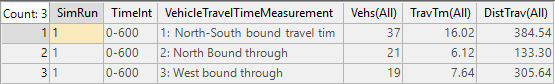 Count: 3 SimRun TimeInt VehicleTravelTimeMeasurement Vehs(All) TravTm(All) DistTrav(All)
1 1 0-600 1: North-South bound travel tim 37 16.02 384.54
2 1 0-600 2: North Bound through 21 6.12 133.30
3 1 0-600 3: West bound through 19 7.64 305.64